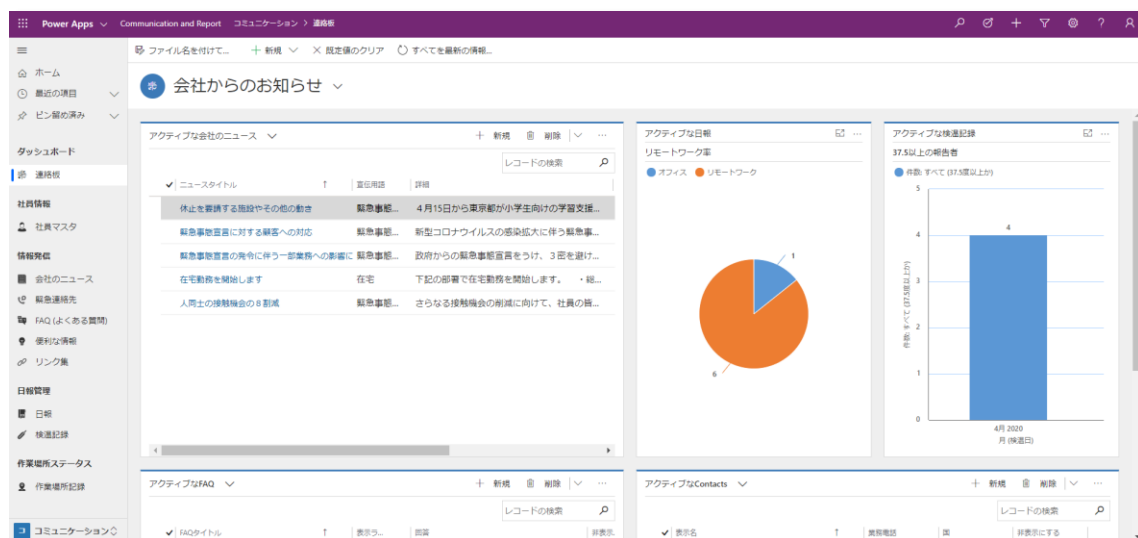 Power Apps Communication and Report コミュニケーション > 連絡板
ファイル名を付けて... 新規 既定値のクリア すべてを最新の情報...
ホーム
最近の項目
ピン留め済み
ダッシュボード
連絡板
社員情報
社員マスタ
情報発信
会社のニュース
緊急連絡先
FAQ (よくある質問)
便利な情報
リンク集
日報管理
日報
検温記録
作業場所ステータス
作業場所記録
コ コミュニケーション
会社からのお知らせ
アクティブな会社のニュース 新規 削除 ...
レコードの検索
ニュースタイトル ↑ 宣伝用語 詳細
休止を要請する施設やその他の動き 緊急事態... 4月15日から東京都が小学生向けの学習支援...
緊急事態宣言に対する顧客への対応 緊急事態... 新型コロナウイルスの感染拡大に伴う緊急事...
緊急事態宣言の発令に伴う一部業務への影響に 緊急事態... 政府からの緊急事態宣言をうけ、3密を避け...
在宅勤務を開始します 在宅 下記の部署で在宅勤務を開始します。 ・総...
人同士の接触機会の8割減 緊急事態... さらなる接触機会の削減に向けて、社員の皆...
アクティブな日報 ...
リモートワーク率
オフィス リモートワーク
1
6
アクティブな検温記録 ...
37.5以上の報告者
件数: すべて (37.5度以上か)
5
4
3
2
1
0
4
件数: すべて (37.5度以上か)
4月 2020
月 (検温日)
アクティブなFAQ 新規 削除 ...
レコードの検索
FAQタイトル ↑ 表示ラ... 回答 非表示
アクティブなContacts 新規 削除 ...
レコードの検索
表示名 ↑ 業務電話 国 非表示にする